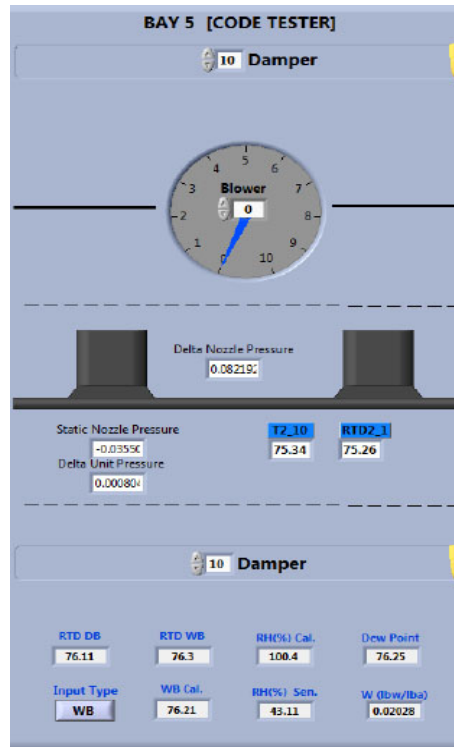 BAY 5 [CODE TESTER]
10 Damper
5
4 6
3 Blower 7
0
2 8
1 9
0 10
Delta Nozzle Pressure
0.082192
Static Nozzle Pressure T2_10 RTD2_1
-0.0355 75.34 75.26
Delta Unit Pressure
0.000804
10 Damper
RTD DB RTD WB RH(%) Cal. Dew Point
76.11 76.3 100.4 76.25
Input Type WB Cal. RH(%) Sen. W (lbw/lba)
WB 76.21 43.11 0.02028